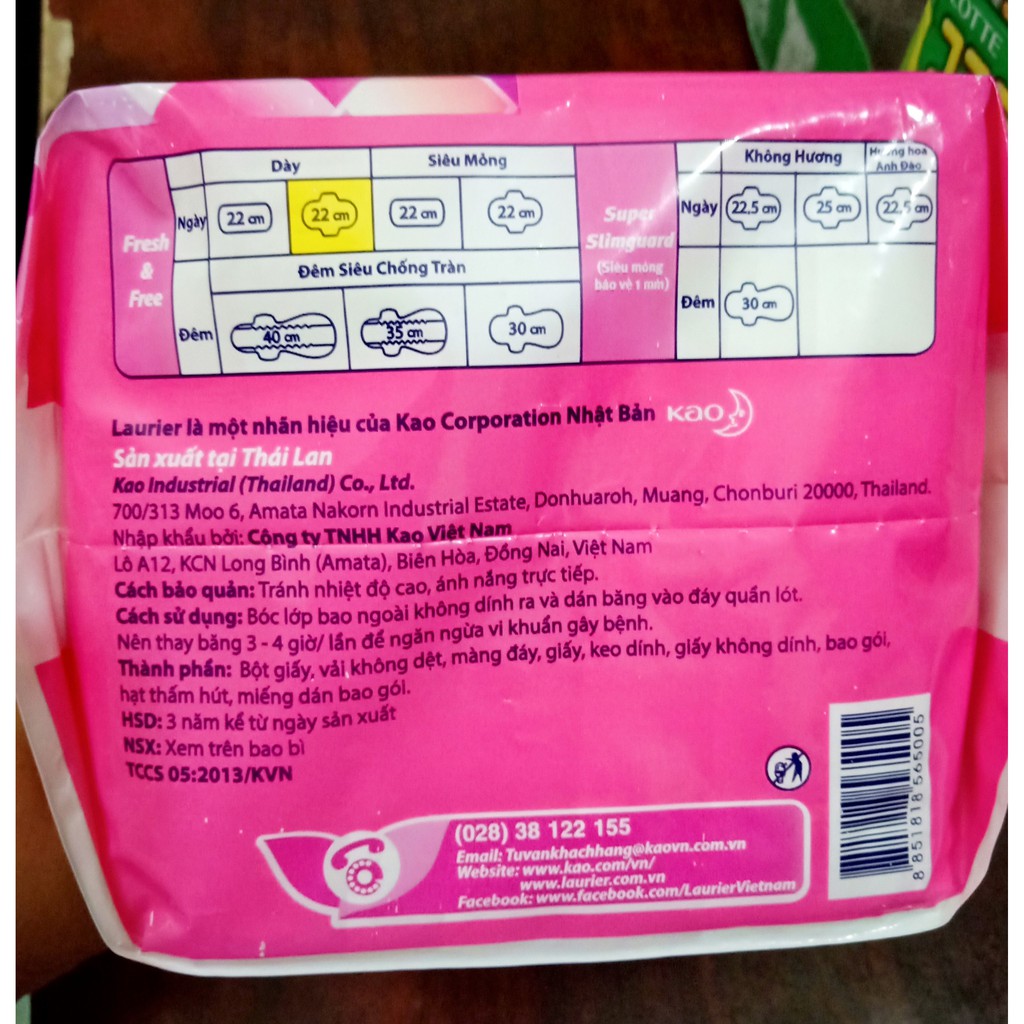 LOTTE
Dày
Siêu Mỏng
Ngày
22 cm
22 cm
22 cm
22 cm
Fresh
&
Free
Đêm Siêu Chống Tràn
Đêm
40 cm
35 cm
30 cm
Super
Slimguard
(Siêu mỏng
bảo vệ 1 mm)
Không Hương
Hương hoa
Anh Đào
Ngày
22.5 cm
25 cm
22.5 cm
Đêm
30 cm
Laurier là một nhãn hiệu của Kao Corporation Nhật Bản Kao
Sản xuất tại Thái Lan
Kao Industrial (Thailand) Co., Ltd.
700/313 Moo 6, Amata Nakorn Industrial Estate, Donhuaroh, Muang, Chonburi 20000, Thailand.
Nhập khẩu bởi: Công ty TNHH Kao Việt Nam
Lô A12, KCN Long Bình (Amata), Biên Hòa, Đồng Nai, Việt Nam
Cách bảo quản: Tránh nhiệt độ cao, ánh nắng trực tiếp.
Cách sử dụng: Bóc lớp bao ngoài không dính ra và dán băng vào đáy quần lót.
Nên thay băng 3 - 4 giờ/ lần để ngăn ngừa vi khuẩn gây bệnh.
Thành phần: Bột giấy, vải không dệt, màng đáy, giấy, keo dính, giấy không dính, bao gói,
hạt thấm hút, miếng dán bao gói.
HSD: 3 năm kể từ ngày sản xuất
NSX: Xem trên bao bì
TCCS 05:2013/KVN
(028) 38 122 155
Email: Tuvankhachhang@kaovn.com.vn
Website: www.kao.com/vn/
www.laurier.com.vn
Facebook: www.facebook.com/LaurierVietnam
8851818565005